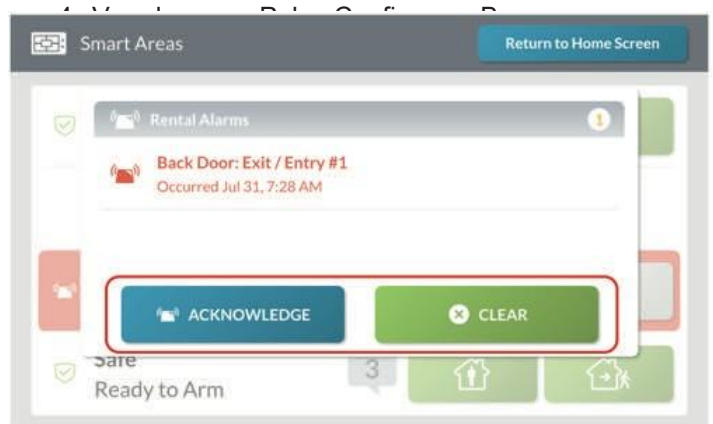 Smart Areas
Return to Home Screen
Rental Alarms
1
Back Door: Exit / Entry #1
Occurred Jul 31, 7:28 AM
ACKNOWLEDGE
CLEAR
Safe
3
Ready to Arm